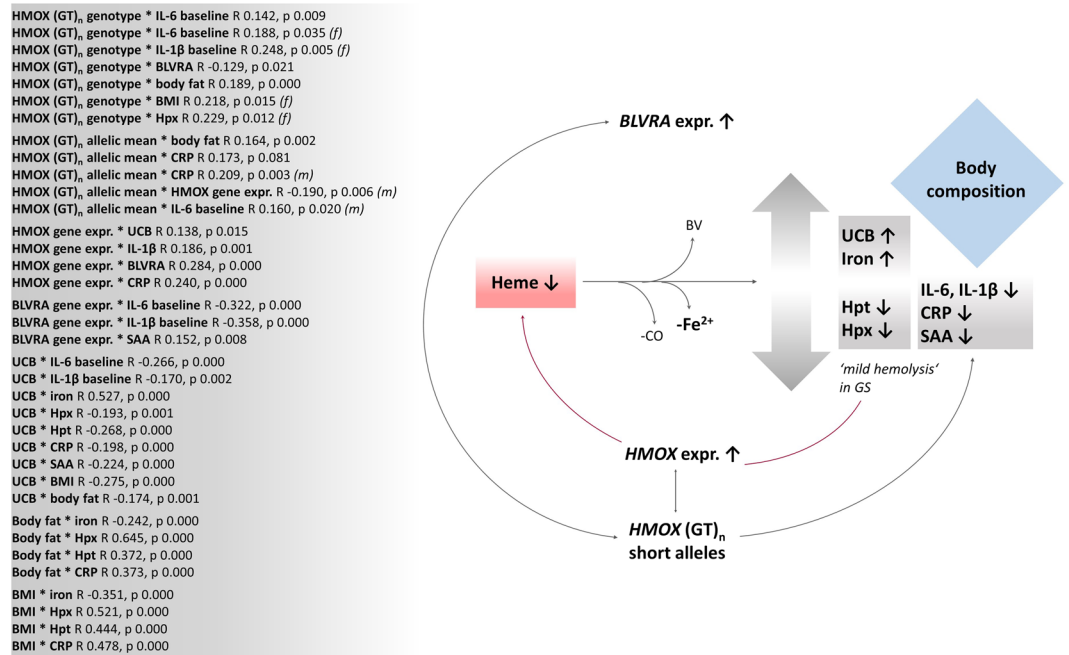 HMOX (GT)n genotype * IL-6 baseline R 0.142, p 0.009
HMOX (GT)n genotype * IL-6 baseline R 0.188, p 0.035 (f)
HMOX (GT)n genotype * IL-1β baseline R 0.248, p 0.005 (f)
HMOX (GT)n genotype * BLVRA R -0.129, p 0.021
HMOX (GT)n genotype * body fat R 0.189, p 0.000
HMOX (GT)n genotype * BMI R 0.218, p 0.015 (f)
HMOX (GT)n genotype * Hpx R 0.229, p 0.012 (f)
HMOX (GT)n allelic mean * body fat R 0.164, p 0.002
HMOX (GT)n allelic mean * CRP R 0.173, p 0.081
HMOX (GT)n allelic mean * CRP R 0.209, p 0.003 (m)
HMOX (GT)n allelic mean * HMOX gene expr. R -0.190, p 0.006 (m)
HMOX (GT)n allelic mean * IL-6 baseline R 0.160, p 0.020 (m)
HMOX gene expr. * UCB R 0.138, p 0.015
HMOX gene expr. * IL-1β R 0.186, p 0.001
HMOX gene expr. * BLVRA R 0.284, p 0.000
HMOX gene expr. * CRP R 0.240, p 0.000
BLVRA gene expr. * IL-6 baseline R -0.322, p 0.000
BLVRA gene expr. * IL-1β baseline R -0.358, p 0.000
BLVRA gene expr. * SAA R 0.152, p 0.008
UCB * IL-6 baseline R -0.266, p 0.000
UCB * IL-1β baseline R -0.170, p 0.002
UCB * iron R 0.527, p 0.000
UCB * Hpx R -0.193, p 0.001
UCB * Hpt R -0.268, p 0.000
UCB * CRP R -0.198, p 0.000
UCB * SAA R -0.224, p 0.000
UCB * BMI R -0.275, p 0.000
UCB * body fat R -0.174, p 0.001
Body fat * iron R -0.242, p 0.000
Body fat * Hpx R 0.645, p 0.000
Body fat * Hpt R 0.372, p 0.000
Body fat * CRP R 0.373, p 0.000
BMI * iron R -0.351, p 0.000
BMI * Hpx R 0.521, p 0.000
BMI * Hpt R 0.444, p 0.000
BMI * CRP R 0.478, p 0.000
BLVRA expr. ↑
Body
composition
BV
Heme ↓
-CO
-Fe²⁺
UCB ↑
Iron ↑
Hpt ↓
Hpx ↓
IL-6, IL-1β ↓
CRP ↓
SAA ↓
'mild hemolysis'
in GS
HMOX expr. ↑
HMOX (GT)n
short alleles